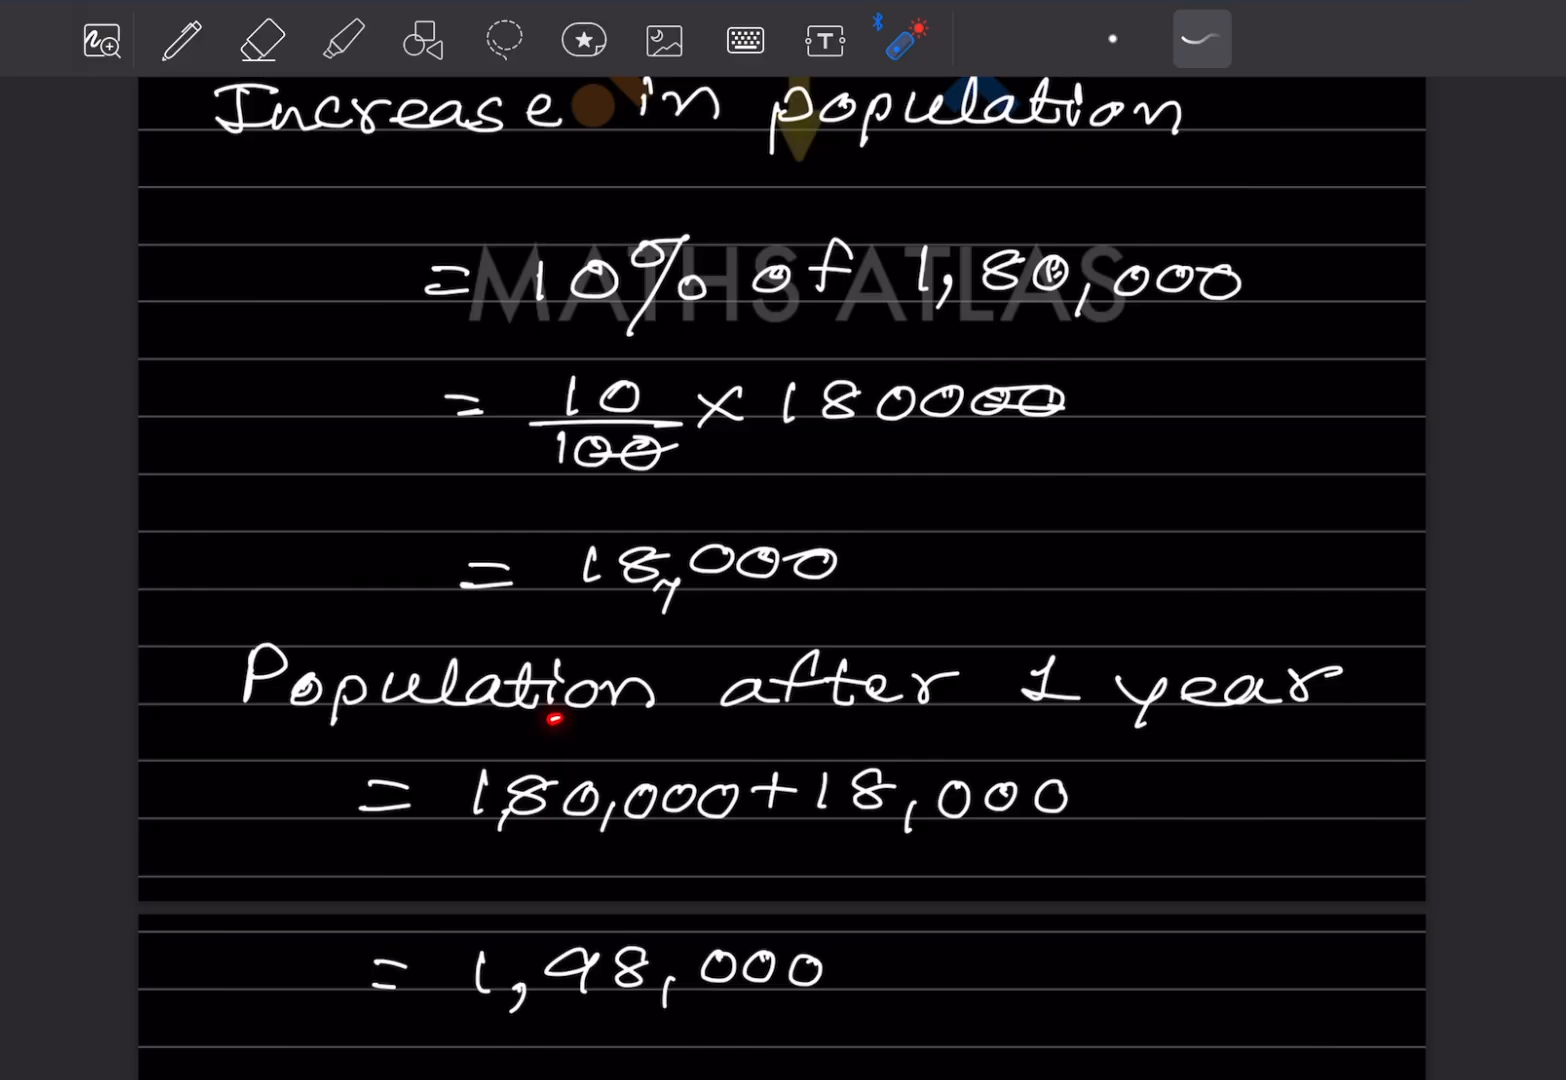 Increase in population
MATHS ATLAS
= 10% of 1,80,000
= 10/100 × 180000
= 18,000
Population after 1 year
= 1,80,000 + 18,000
= 1,98,000